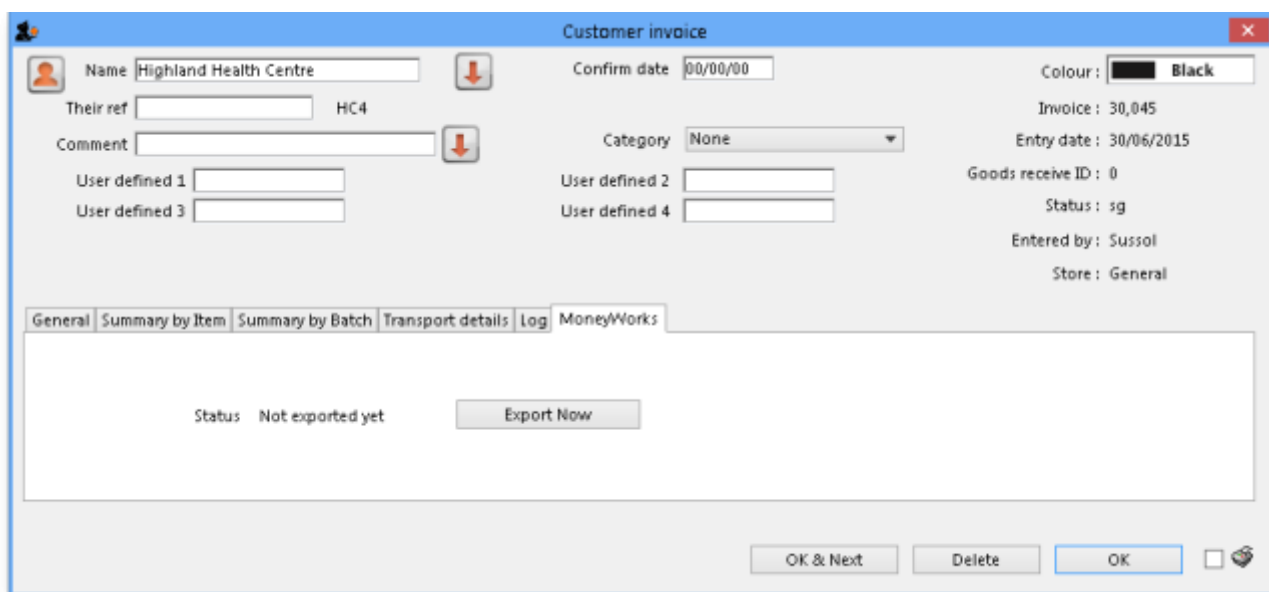 Customer invoice
Name Highland Health Centre Confirm date 00/00/00 Colour : Black
Their ref HC4 Invoice : 30,045
Comment Category None Entry date : 30/06/2015
User defined 1 User defined 2 Goods receive ID : 0
User defined 3 User defined 4 Status : sg
Entered by : Sussol
Store : General
General Summary by Item Summary by Batch Transport details Log MoneyWorks
Status Not exported yet Export Now
OK & Next Delete OK